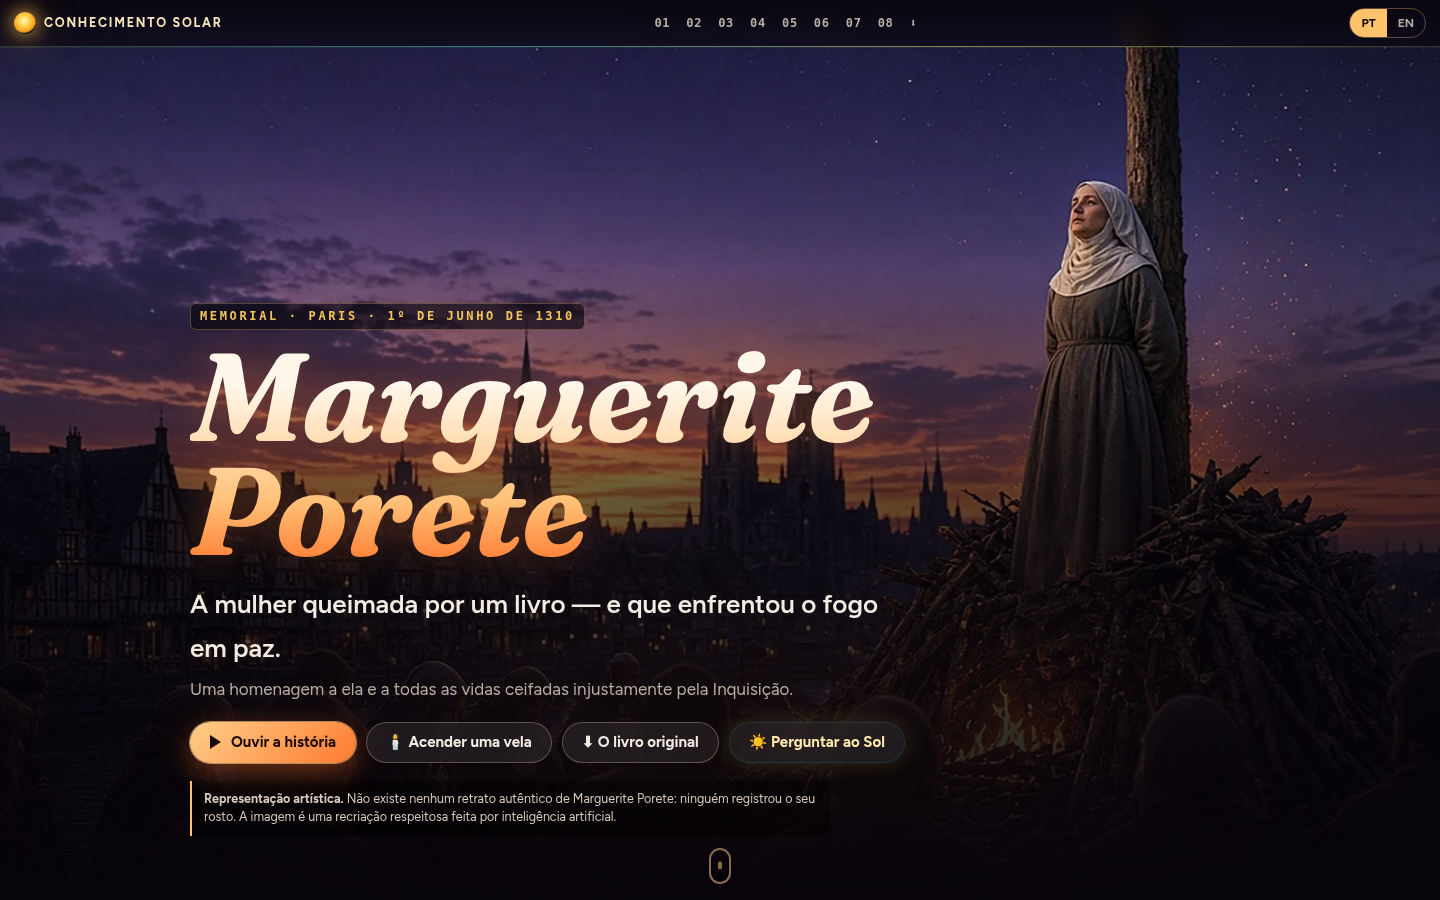 CONHECIMENTO SOLAR
01 02 03 04 05 06 07 08 ⬇
PT EN
MEMORIAL · PARIS · 1º DE JUNHO DE 1310
Marguerite
Porete
A mulher queimada por um livro — e que enfrentou o fogo
em paz.
Uma homenagem a ela e a todas as vidas ceifadas injustamente pela Inquisição.
▶ Ouvir a história
🕯️ Acender uma vela
⬇ O livro original
☀️ Perguntar ao Sol
Representação artística. Não existe nenhum retrato autêntico de Marguerite Porete: ninguém registrou o seu
rosto. A imagem é uma recriação respeitosa feita por inteligência artificial.